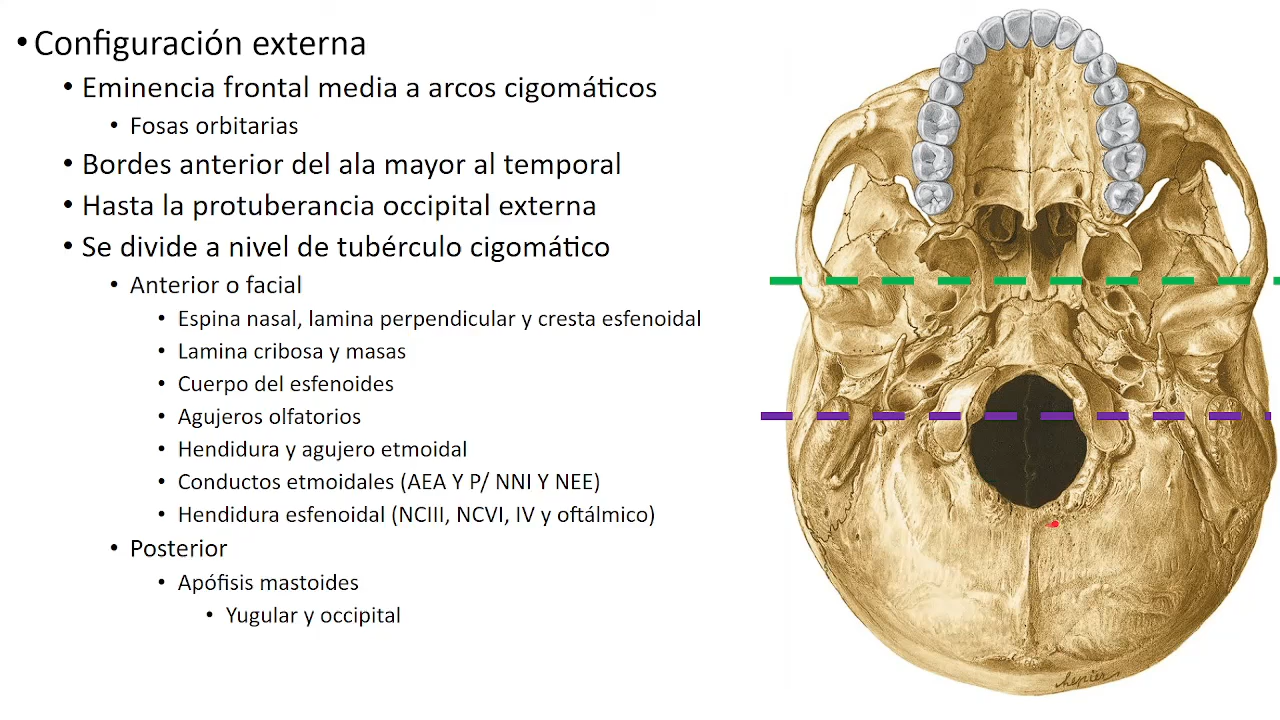 • Configuración externa
• Eminencia frontal media a arcos cigomáticos
• Fosas orbitarias
• Bordes anterior del ala mayor al temporal
• Hasta la protuberancia occipital externa
• Se divide a nivel de tubérculo cigomático
• Anterior o facial
• Espina nasal, lamina perpendicular y cresta esfenoidal
• Lamina cribosa y masas
• Cuerpo del esfenoides
• Agujeros olfatorios
• Hendidura y agujero etmoidal
• Conductos etmoidales (AEA Y P/ NNI Y NEE)
• Hendidura esfenoidal (NCIII, NCVI, IV y oftálmico)
• Posterior
• Apófisis mastoides
• Yugular y occipital